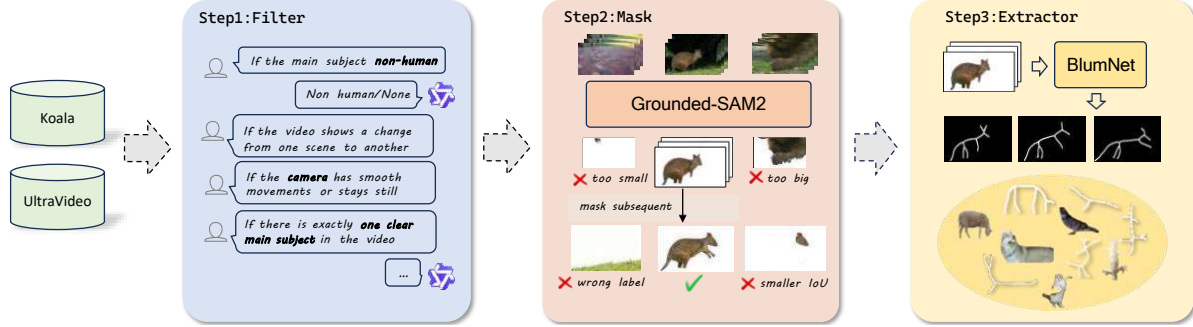 Koala
UltraVideo
Step1:Filter
If the main subject non-human
Non human/None
If the video shows a change
from one scene to another
If the camera has smooth
movements or stays still
If there is exactly one clear
main subject in the video
...
Step2:Mask
Grounded-SAM2
too small
too big
mask subsequent
wrong label
smaller IoU
Step3:Extractor
BlumNet